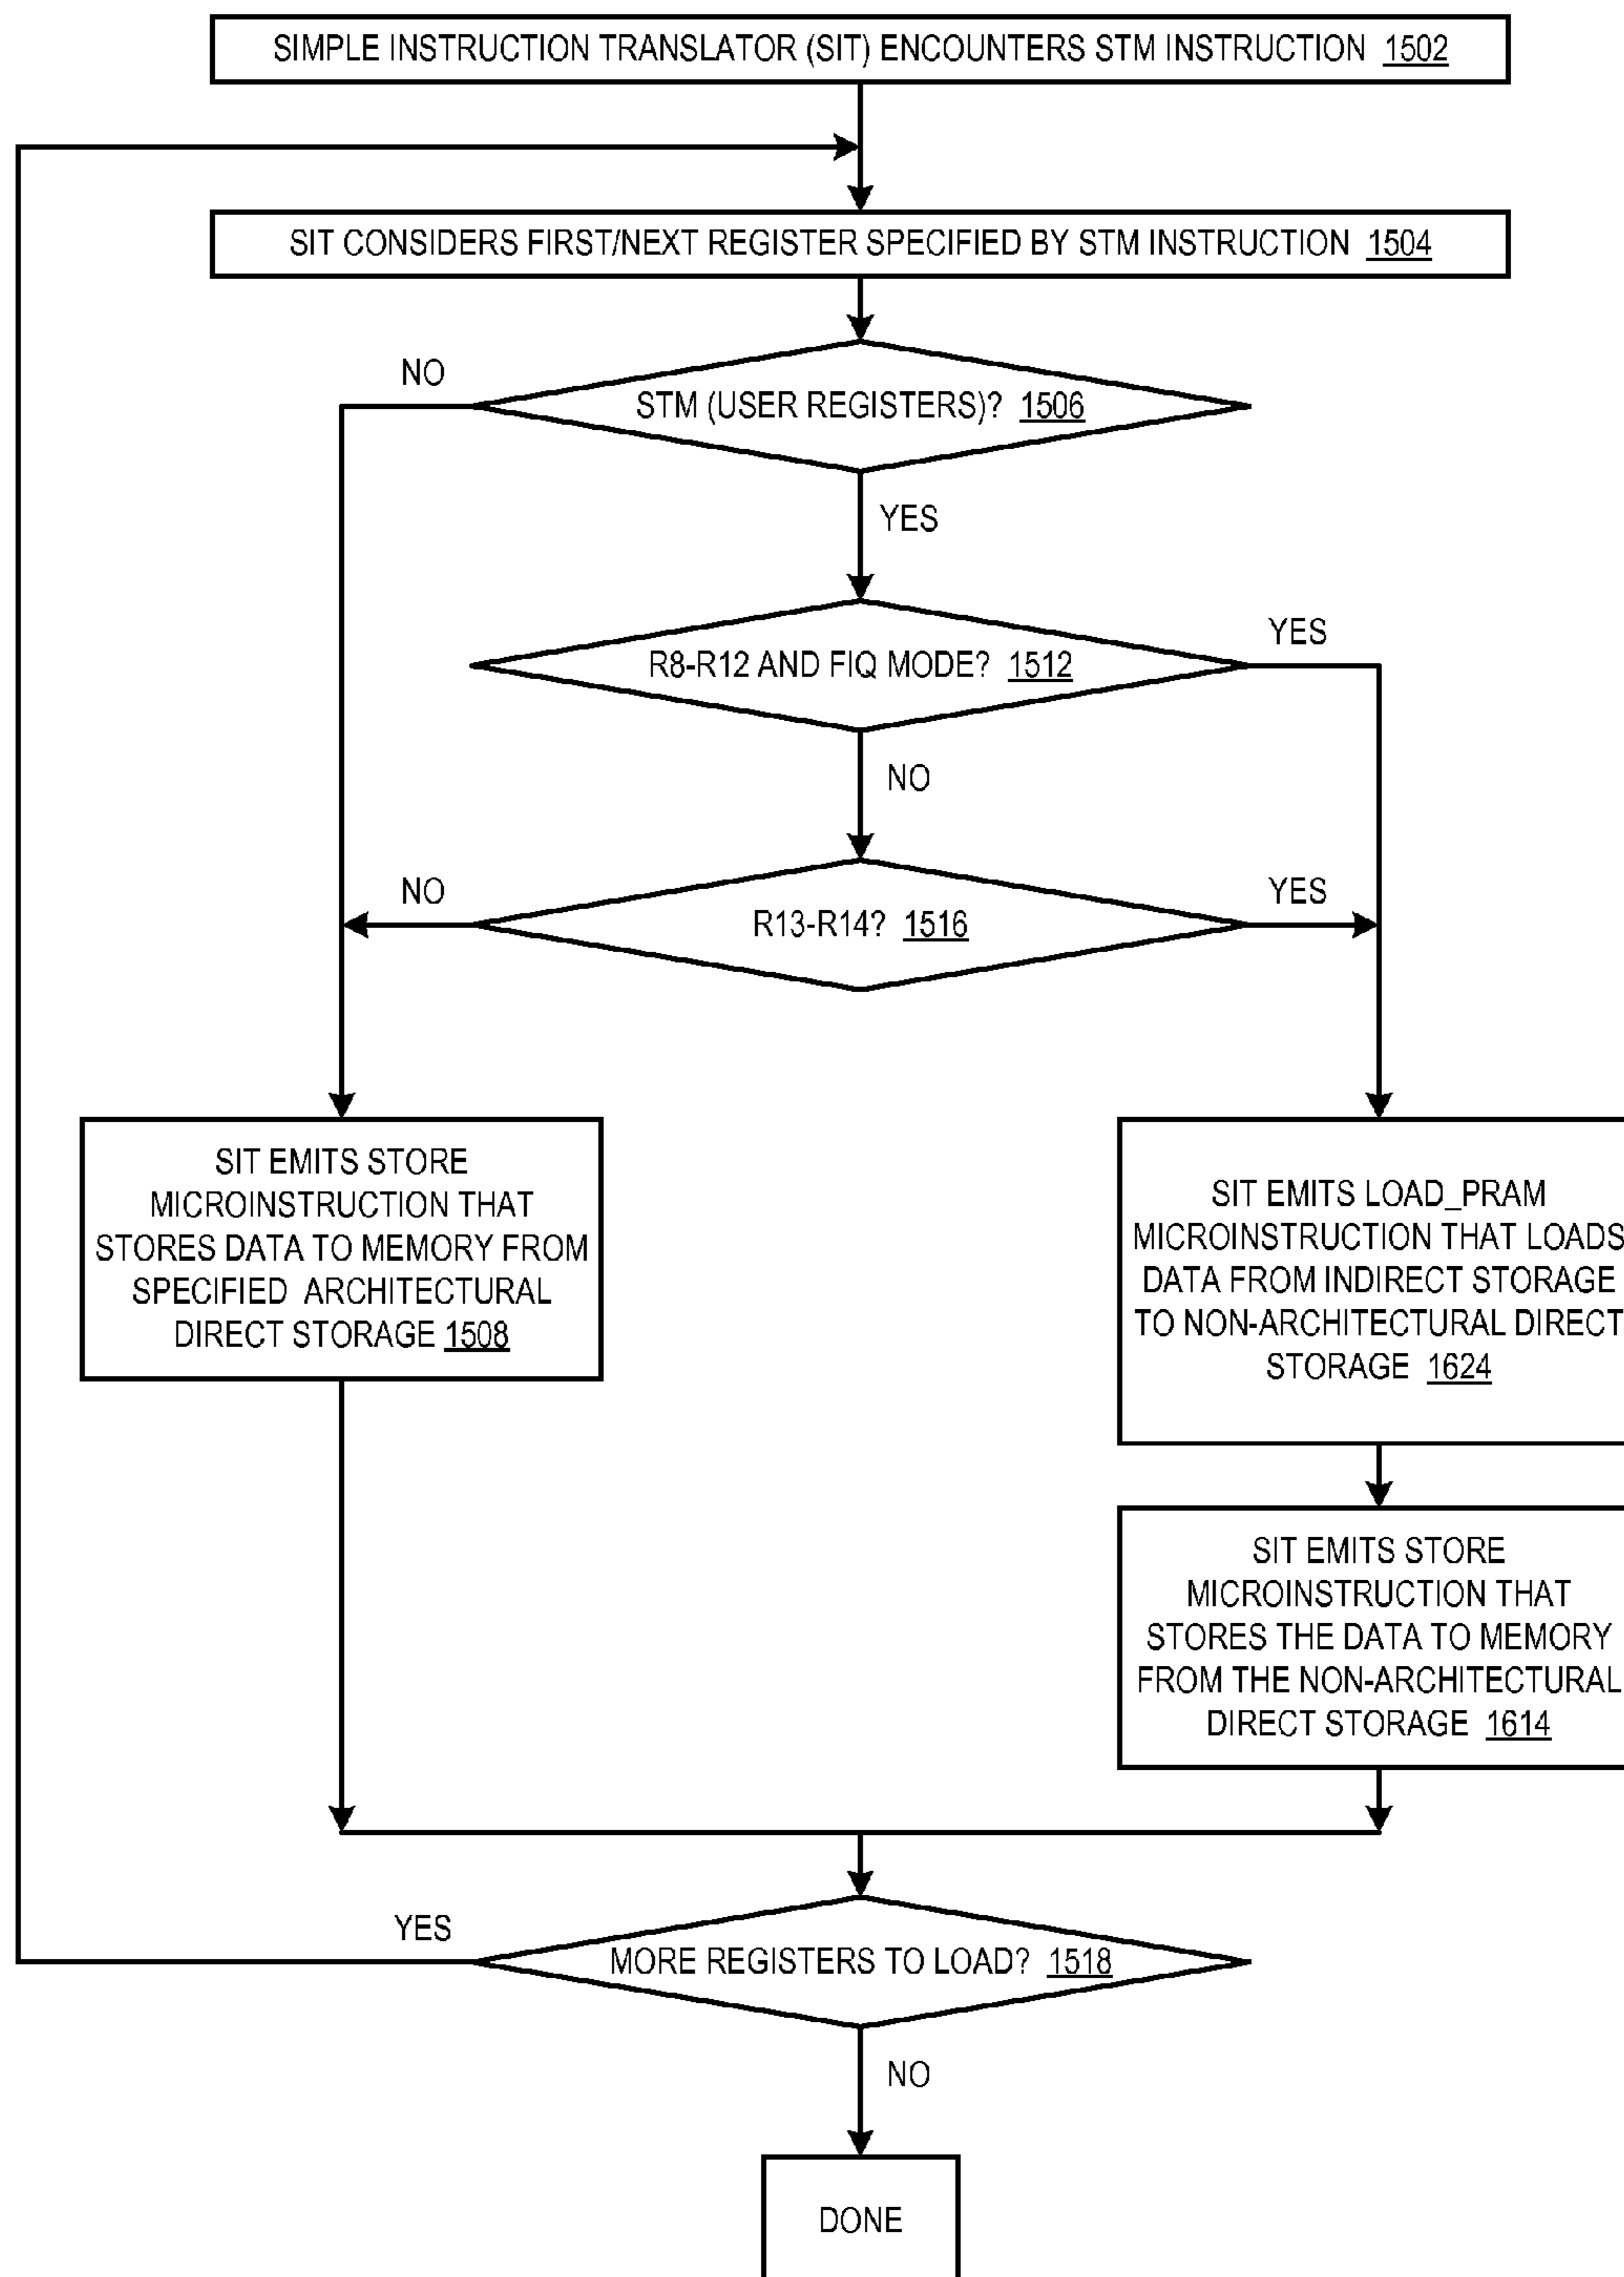 SIMPLE INSTRUCTION TRANSLATOR (SIT) ENCOUNTERS STM INSTRUCTION 1502
SIT CONSIDERS FIRST/NEXT REGISTER SPECIFIED BY STM INSTRUCTION 1504
NO
STM (USER REGISTERS)? 1506
YES
R8-R12 AND FIQ MODE? 1512
YES
NO
NO
R13-R14? 1516
YES
SIT EMITS STORE
MICROINSTRUCTION THAT
STORES DATA TO MEMORY FROM
SPECIFIED ARCHITECTURAL
DIRECT STORAGE 1508
SIT EMITS LOAD_PRAM
MICROINSTRUCTION THAT LOADS
DATA FROM INDIRECT STORAGE
TO NON-ARCHITECTURAL DIRECT
STORAGE 1624
SIT EMITS STORE
MICROINSTRUCTION THAT
STORES THE DATA TO MEMORY
FROM THE NON-ARCHITECTURAL
DIRECT STORAGE 1614
YES
MORE REGISTERS TO LOAD? 1518
NO
DONE